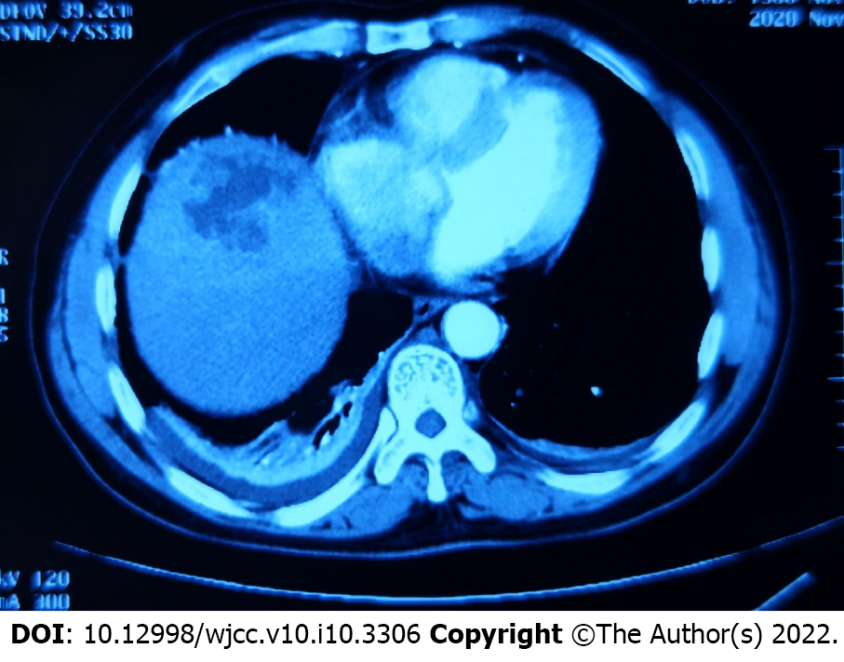 DFOV 39.2cm
STND/+/SS30
2020 Nov
R
kV 120
mA 300
DOI: 10.12998/wjcc.v10.i10.3306 Copyright ©The Author(s) 2022.